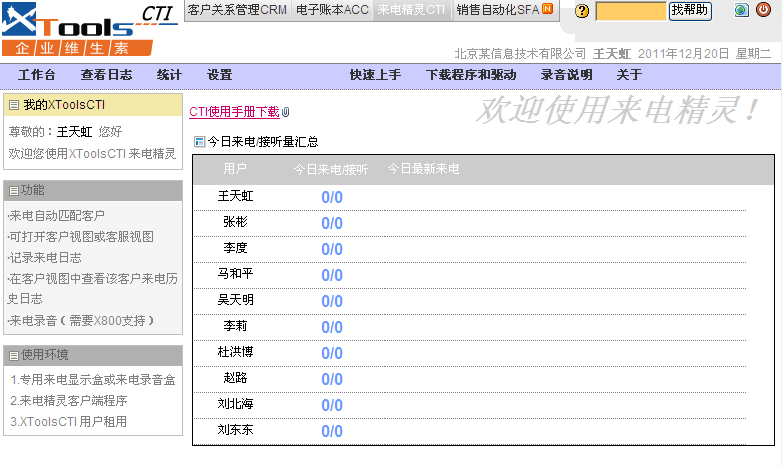 XTools CTI
企业维生素
客户关系管理CRM 电子账本ACC 来电精灵CTI 销售自动化SFA N
? 找帮助
北京某信息技术有限公司 王天虹 2011年12月20日 星期二
工作台 查看日志 统计 设置 快速上手 下载程序和驱动 录音说明 关于
我的XToolsCTI
尊敬的：王天虹 您好
欢迎您使用XToolsCTI 来电精灵
功能
·来电自动匹配客户
·可打开客户视图或客服视图
·记录来电日志
·在客户视图中查看该客户来电历
史日志
·来电录音（需要X800支持）
使用环境
1.专用来电显示盒或来电录音盒
2.来电精灵客户端程序
3.XToolsCTI 用户租用
CTI使用手册下载
欢迎使用来电精灵！
今日来电/接听量汇总
用户 今日来电/接听 今日最新来电
王天虹 0/0
张彬 0/0
李度 0/0
马和平 0/0
吴天明 0/0
李莉 0/0
杜洪博 0/0
赵路 0/0
刘北海 0/0
刘东东 0/0